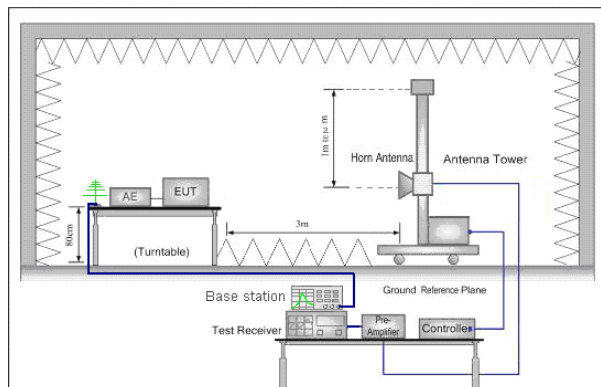 1m to 4 m
Horn Antenna
Antenna Tower
AE
EUT
80cm
(Turntable)
3m
Base station
Ground Reference Plane
Test Receiver
Pre-
Amplifier
Controller